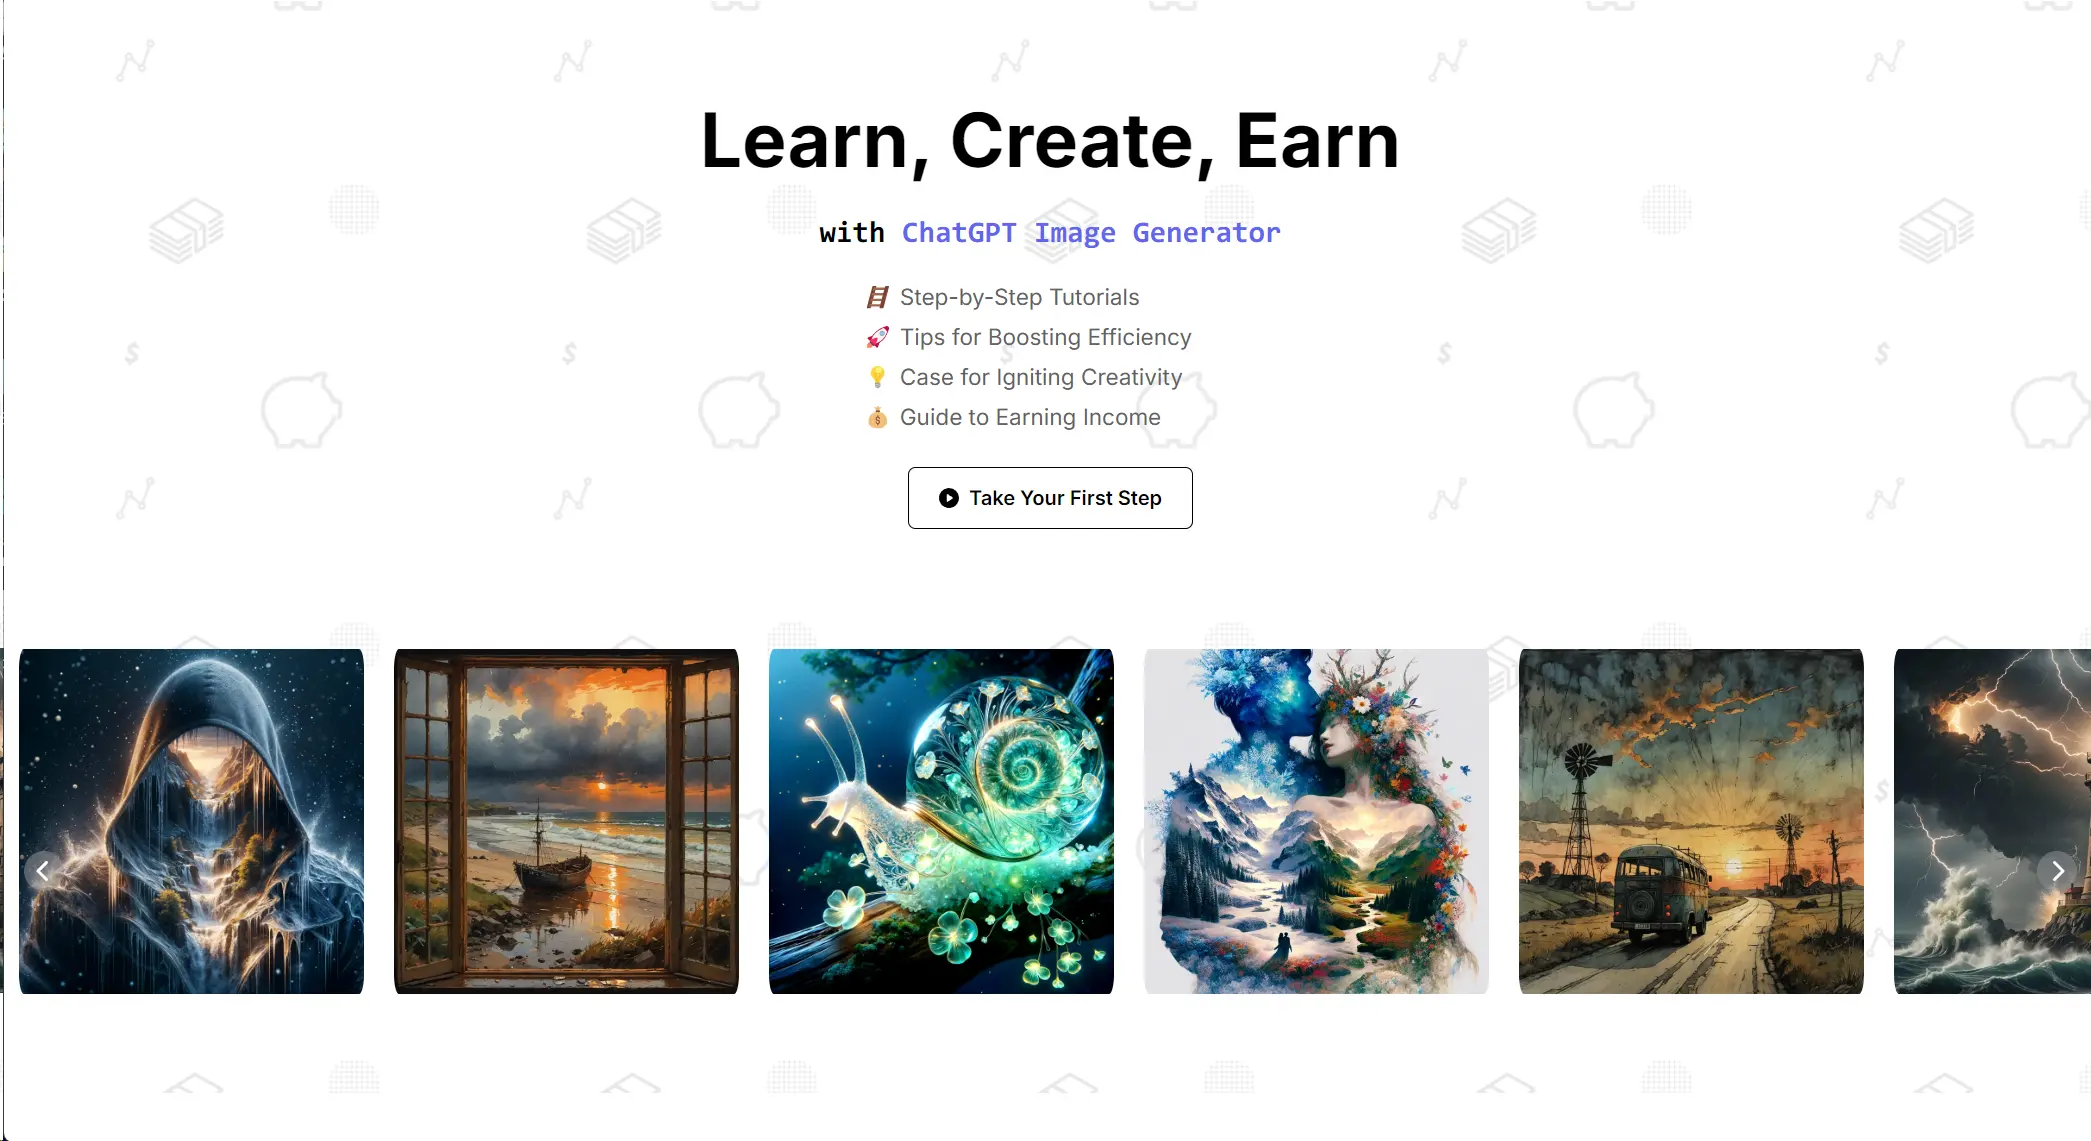 Learn, Create, Earn
with ChatGPT Image Generator
🪜 Step-by-Step Tutorials
🚀 Tips for Boosting Efficiency
💡 Case for Igniting Creativity
💰 Guide to Earning Income
Take Your First Step